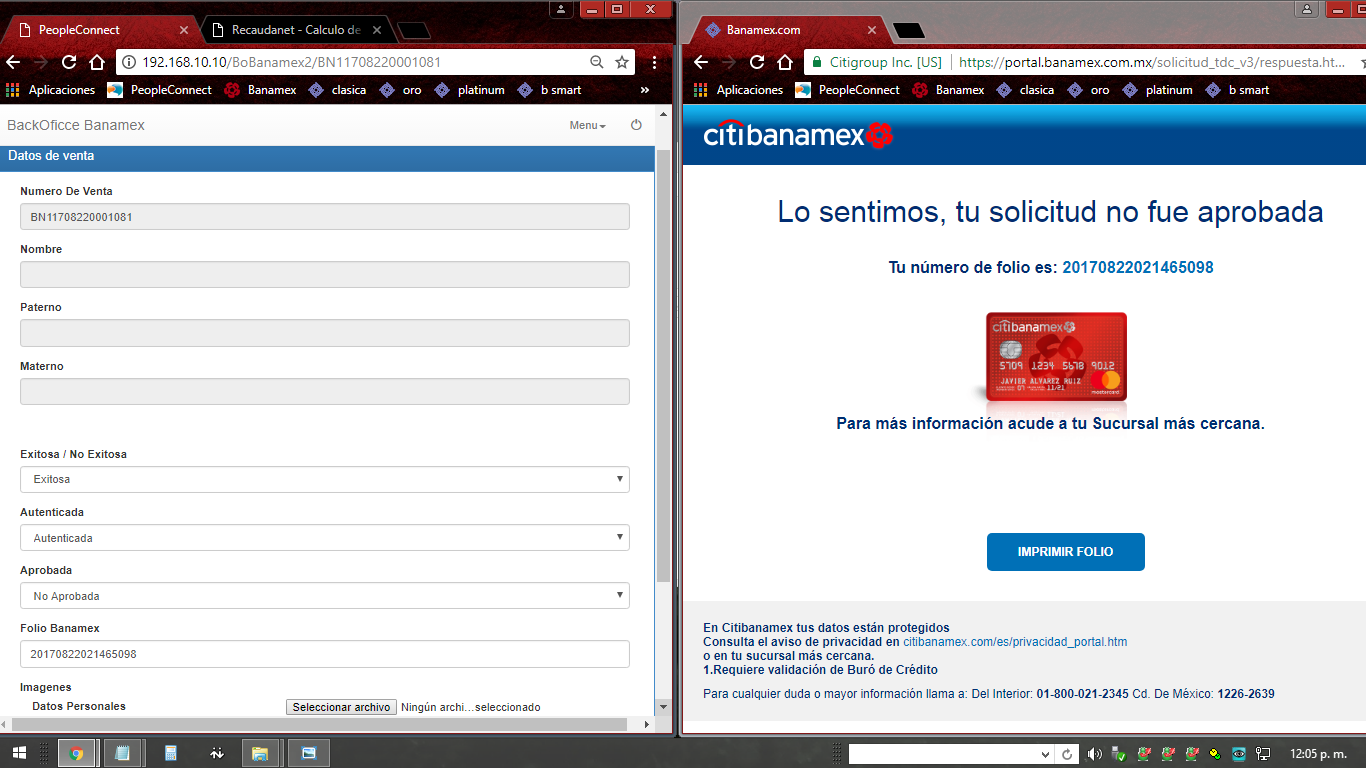 PeopleConnect
Recaudanet - Calculo de
192.168.10.10/BoBanamex2/BN11708220001081
Aplicaciones PeopleConnect Banamex clasica oro platinum b smart »
BackOficce Banamex
Menu
Datos de venta
Numero De Venta
BN11708220001081
Nombre
Paterno
Materno
Exitosa / No Exitosa
Exitosa
Autenticada
Autenticada
Aprobada
No Aprobada
Folio Banamex
20170822021465098
Imagenes
Datos Personales Seleccionar archivo Ningún archi...seleccionado
Banamex.com
Citigroup Inc. [US] https://portal.banamex.com.mx/solicitud_tdc_v3/respuesta.ht...
Aplicaciones PeopleConnect Banamex clasica oro platinum b smart
citibanamex
Lo sentimos, tu solicitud no fue aprobada
Tu número de folio es: 20170822021465098
citibanamex
5709 1234 5678 9012
11/21
JAVIER ALVAREZ RUIZ
mastercard
Para más información acude a tu Sucursal más cercana.
IMPRIMIR FOLIO
En Citibanamex tus datos están protegidos
Consulta el aviso de privacidad en citibanamex.com/es/privacidad_portal.htm
o en tu sucursal más cercana.
1.Requiere validación de Buró de Crédito
Para cualquier duda o mayor información llama a: Del Interior: 01-800-021-2345 Cd. De México: 1226-2639
12:05 p. m.